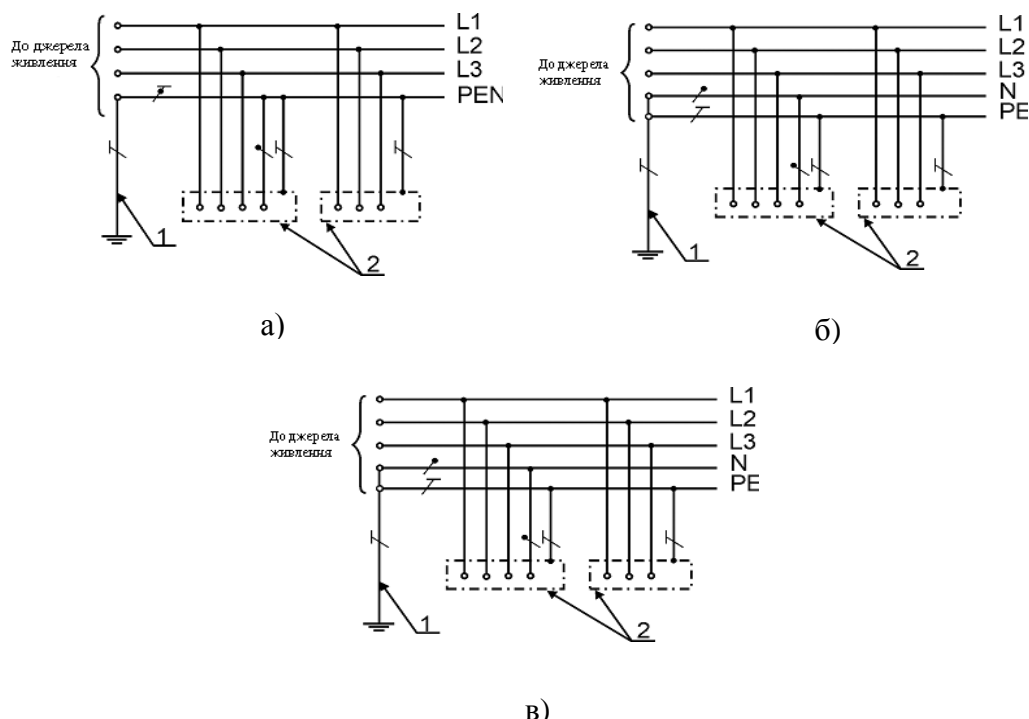 До джерела
живлення
L1
L2
L3
PEN
1
2
а)
До джерела
живлення
L1
L2
L3
N
PE
1
2
б)
До джерела
живлення
L1
L2
L3
N
PE
1
2
в)